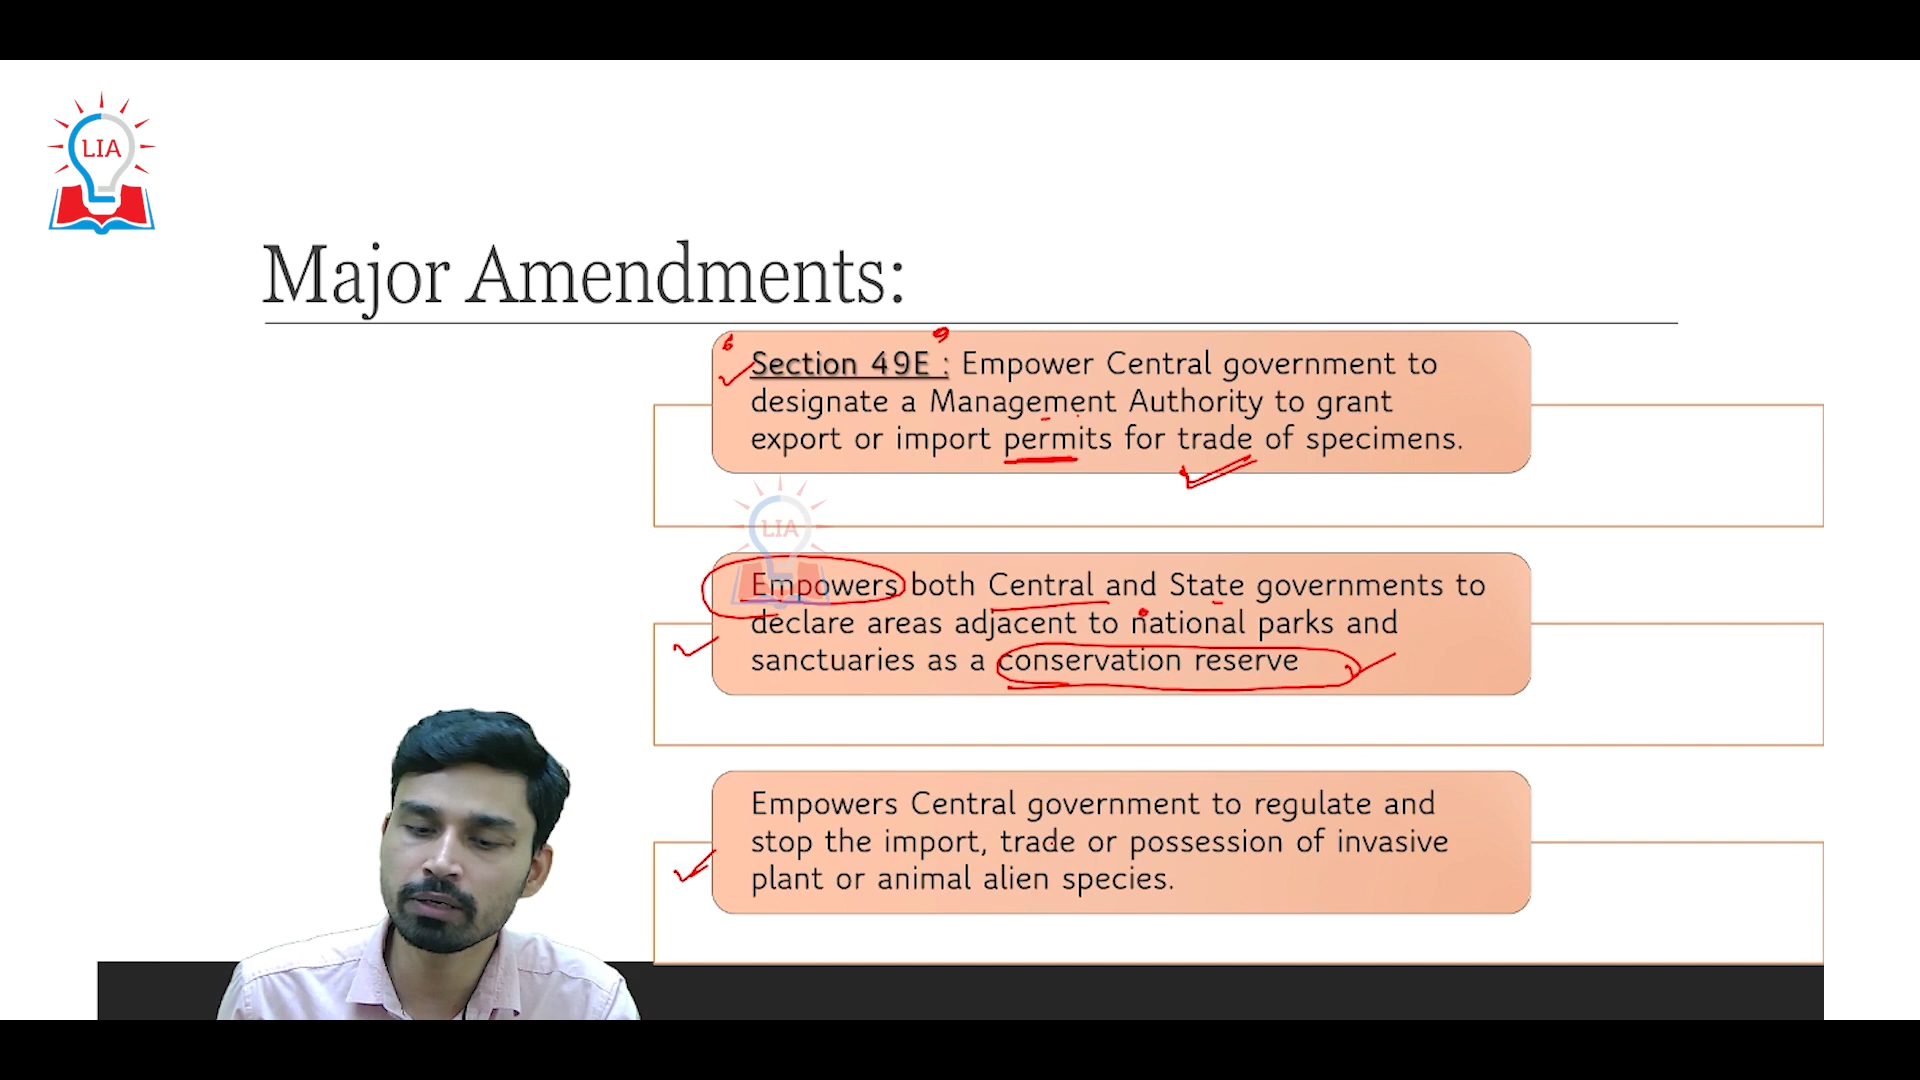 LIA
Major Amendments:
Section 49E : Empower Central government to
designate a Management Authority to grant
export or import permits for trade of specimens.
LIA
Empowers both Central and State governments to
declare areas adjacent to national parks and
sanctuaries as a conservation reserve
Empowers Central government to regulate and
stop the import, trade or possession of invasive
plant or animal alien species.